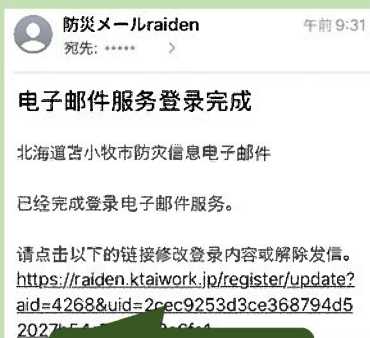 防災メールraiden
午前 9:31
宛先: *****
电子邮件服务登录完成
北海道苫小牧市防灾信息电子邮件
已经完成登录电子邮件服务。
请点击以下的链接修改登录内容或解除发信。
https://raiden.ktaiwork.jp/register/update?
aid=4268&uid=2cec9253d3ce368794d5